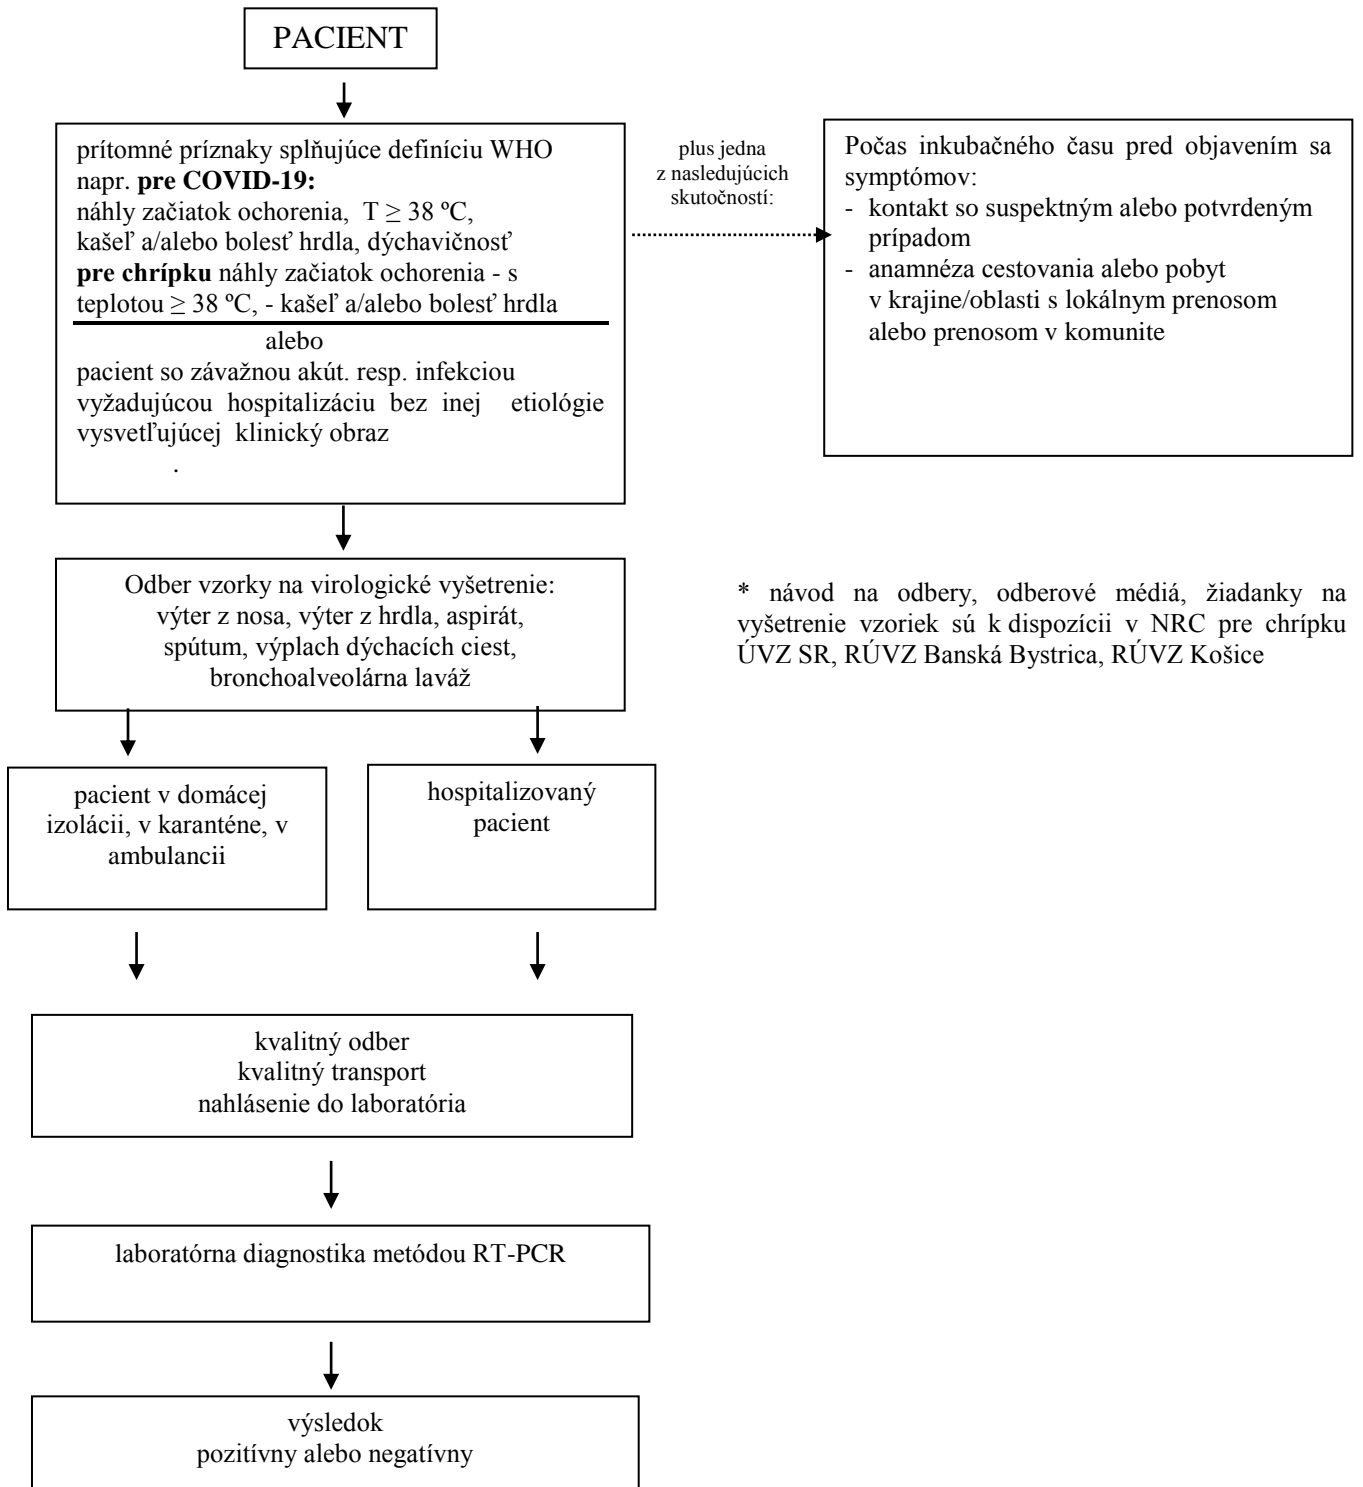 PACIENT
prítomné príznaky spĺňujúce definíciu WHO
napr. pre COVID-19:
náhly začiatok ochorenia, T ≥ 38 ºC,
kašeľ a/alebo bolesť hrdla, dýchavičnosť
pre chrípku náhly začiatok ochorenia - s
teplotou ≥ 38 ºC, - kašeľ a/alebo bolesť hrdla
alebo
pacient so závažnou akút. resp. infekciou
vyžadujúcou hospitalizáciu bez inej etiológie
vysvetľujúcej klinický obraz
.
plus jedna
z nasledujúcich
skutočností:
Počas inkubačného času pred objavením sa
symptómov:
- kontakt so suspektným alebo potvrdeným
prípadom
- anamnéza cestovania alebo pobyt
v krajine/oblasti s lokálnym prenosom
alebo prenosom v komunite
Odber vzorky na virologické vyšetrenie:
výter z nosa, výter z hrdla, aspirát,
spútum, výplach dýchacích ciest,
bronchoalveolárna laváž
* návod na odbery, odberové médiá, žiadanky na
vyšetrenie vzoriek sú k dispozícii v NRC pre chrípku
ÚVZ SR, RÚVZ Banská Bystrica, RÚVZ Košice
pacient v domácej
izolácii, v karanténe, v
ambulancii
hospitalizovaný
pacient
kvalitný odber
kvalitný transport
nahlásenie do laboratória
laboratórna diagnostika metódou RT-PCR
výsledok
pozitívny alebo negatívny